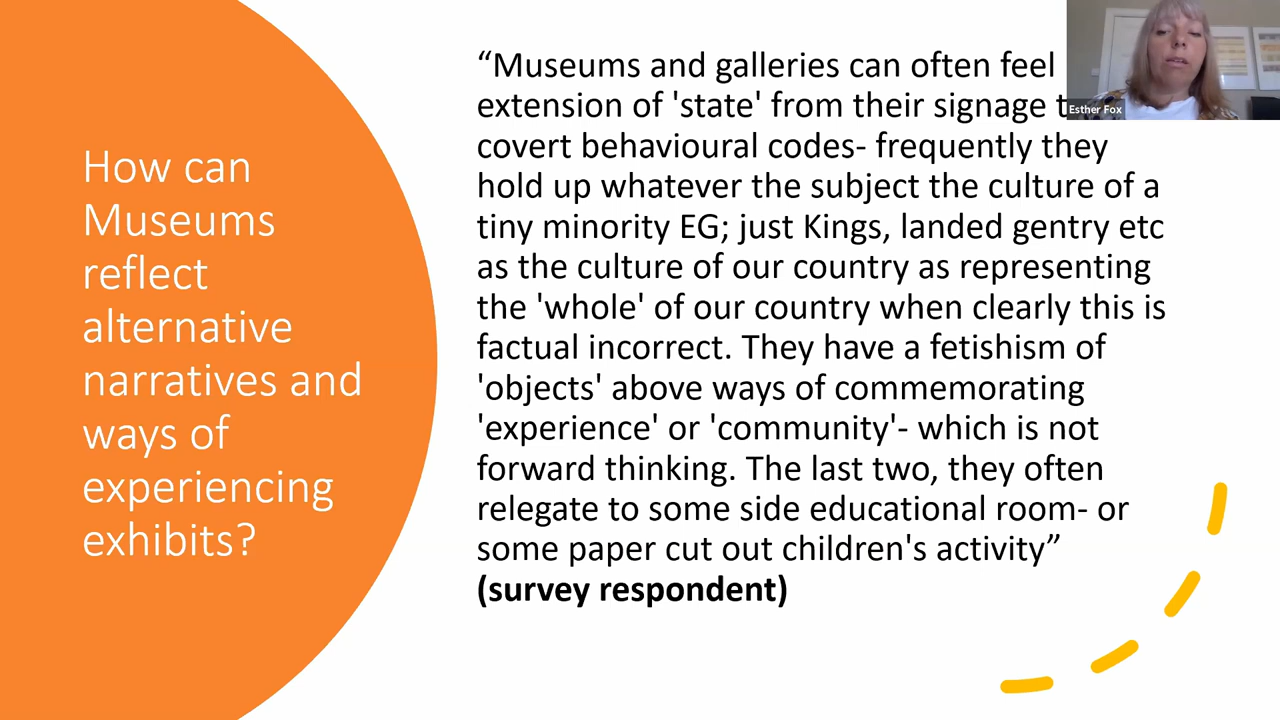 How can
Museums
reflect
alternative
narratives and
ways of
experiencing
exhibits?
“Museums and galleries can often feel
extension of 'state' from their signage
covert behavioural codes- frequently they
hold up whatever the subject the culture of a
tiny minority EG; just Kings, landed gentry etc
as the culture of our country as representing
the 'whole' of our country when clearly this is
factual incorrect. They have a fetishism of
'objects' above ways of commemorating
'experience' or 'community'- which is not
forward thinking. The last two, they often
relegate to some side educational room- or
some paper cut out children's activity”
(survey respondent)
Esther Fox